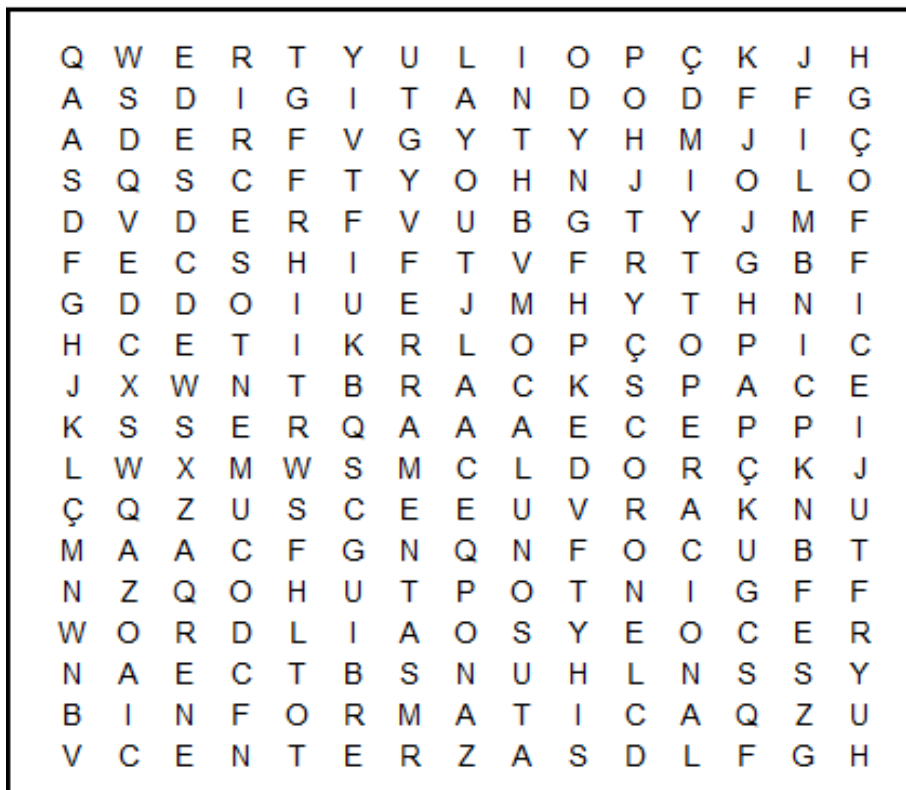 Q W E R T Y U L I O P Ç K J H
A S D I G I T A N D O D F F G
A D E R F V G Y T Y H M J I Ç
S Q S C F T Y O H N J I O L O
D V D E R F V U B G T Y J M F
F E C S H I F T V F R T G B F
G D D O I U E J M H Y T H N I
H C E T I K R L O P Ç O P I C
J X W N T B R A C K S P A C E
K S S E R Q A A A E C E P P I
L W X M W S M C L D O R Ç K J
Ç Q Z U S C E E U V R A K N U
M A A C F G N Q N F O C U B T
N Z Q O H U T P O T N I G F F
W O R D L I A O S Y E O C E R
N A E C T B S N U H L N S S Y
B I N F O R M A T I C A Q Z U
V C E N T E R Z A S D L F G H